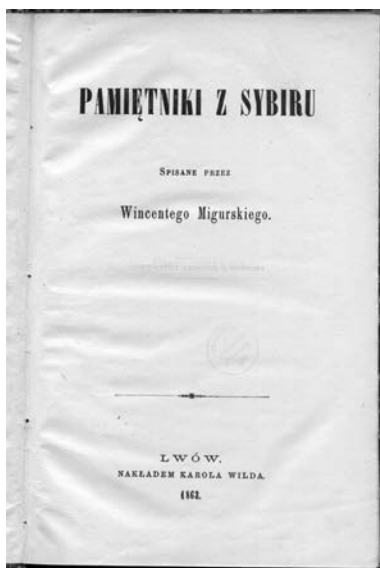 PAMIĘTNIKI Z SYBIRU
SPISANE PRZEZ
Wincentego Migurskiego.
LWÓW.
NAKŁADEM KAROLA WILDA.
1863.